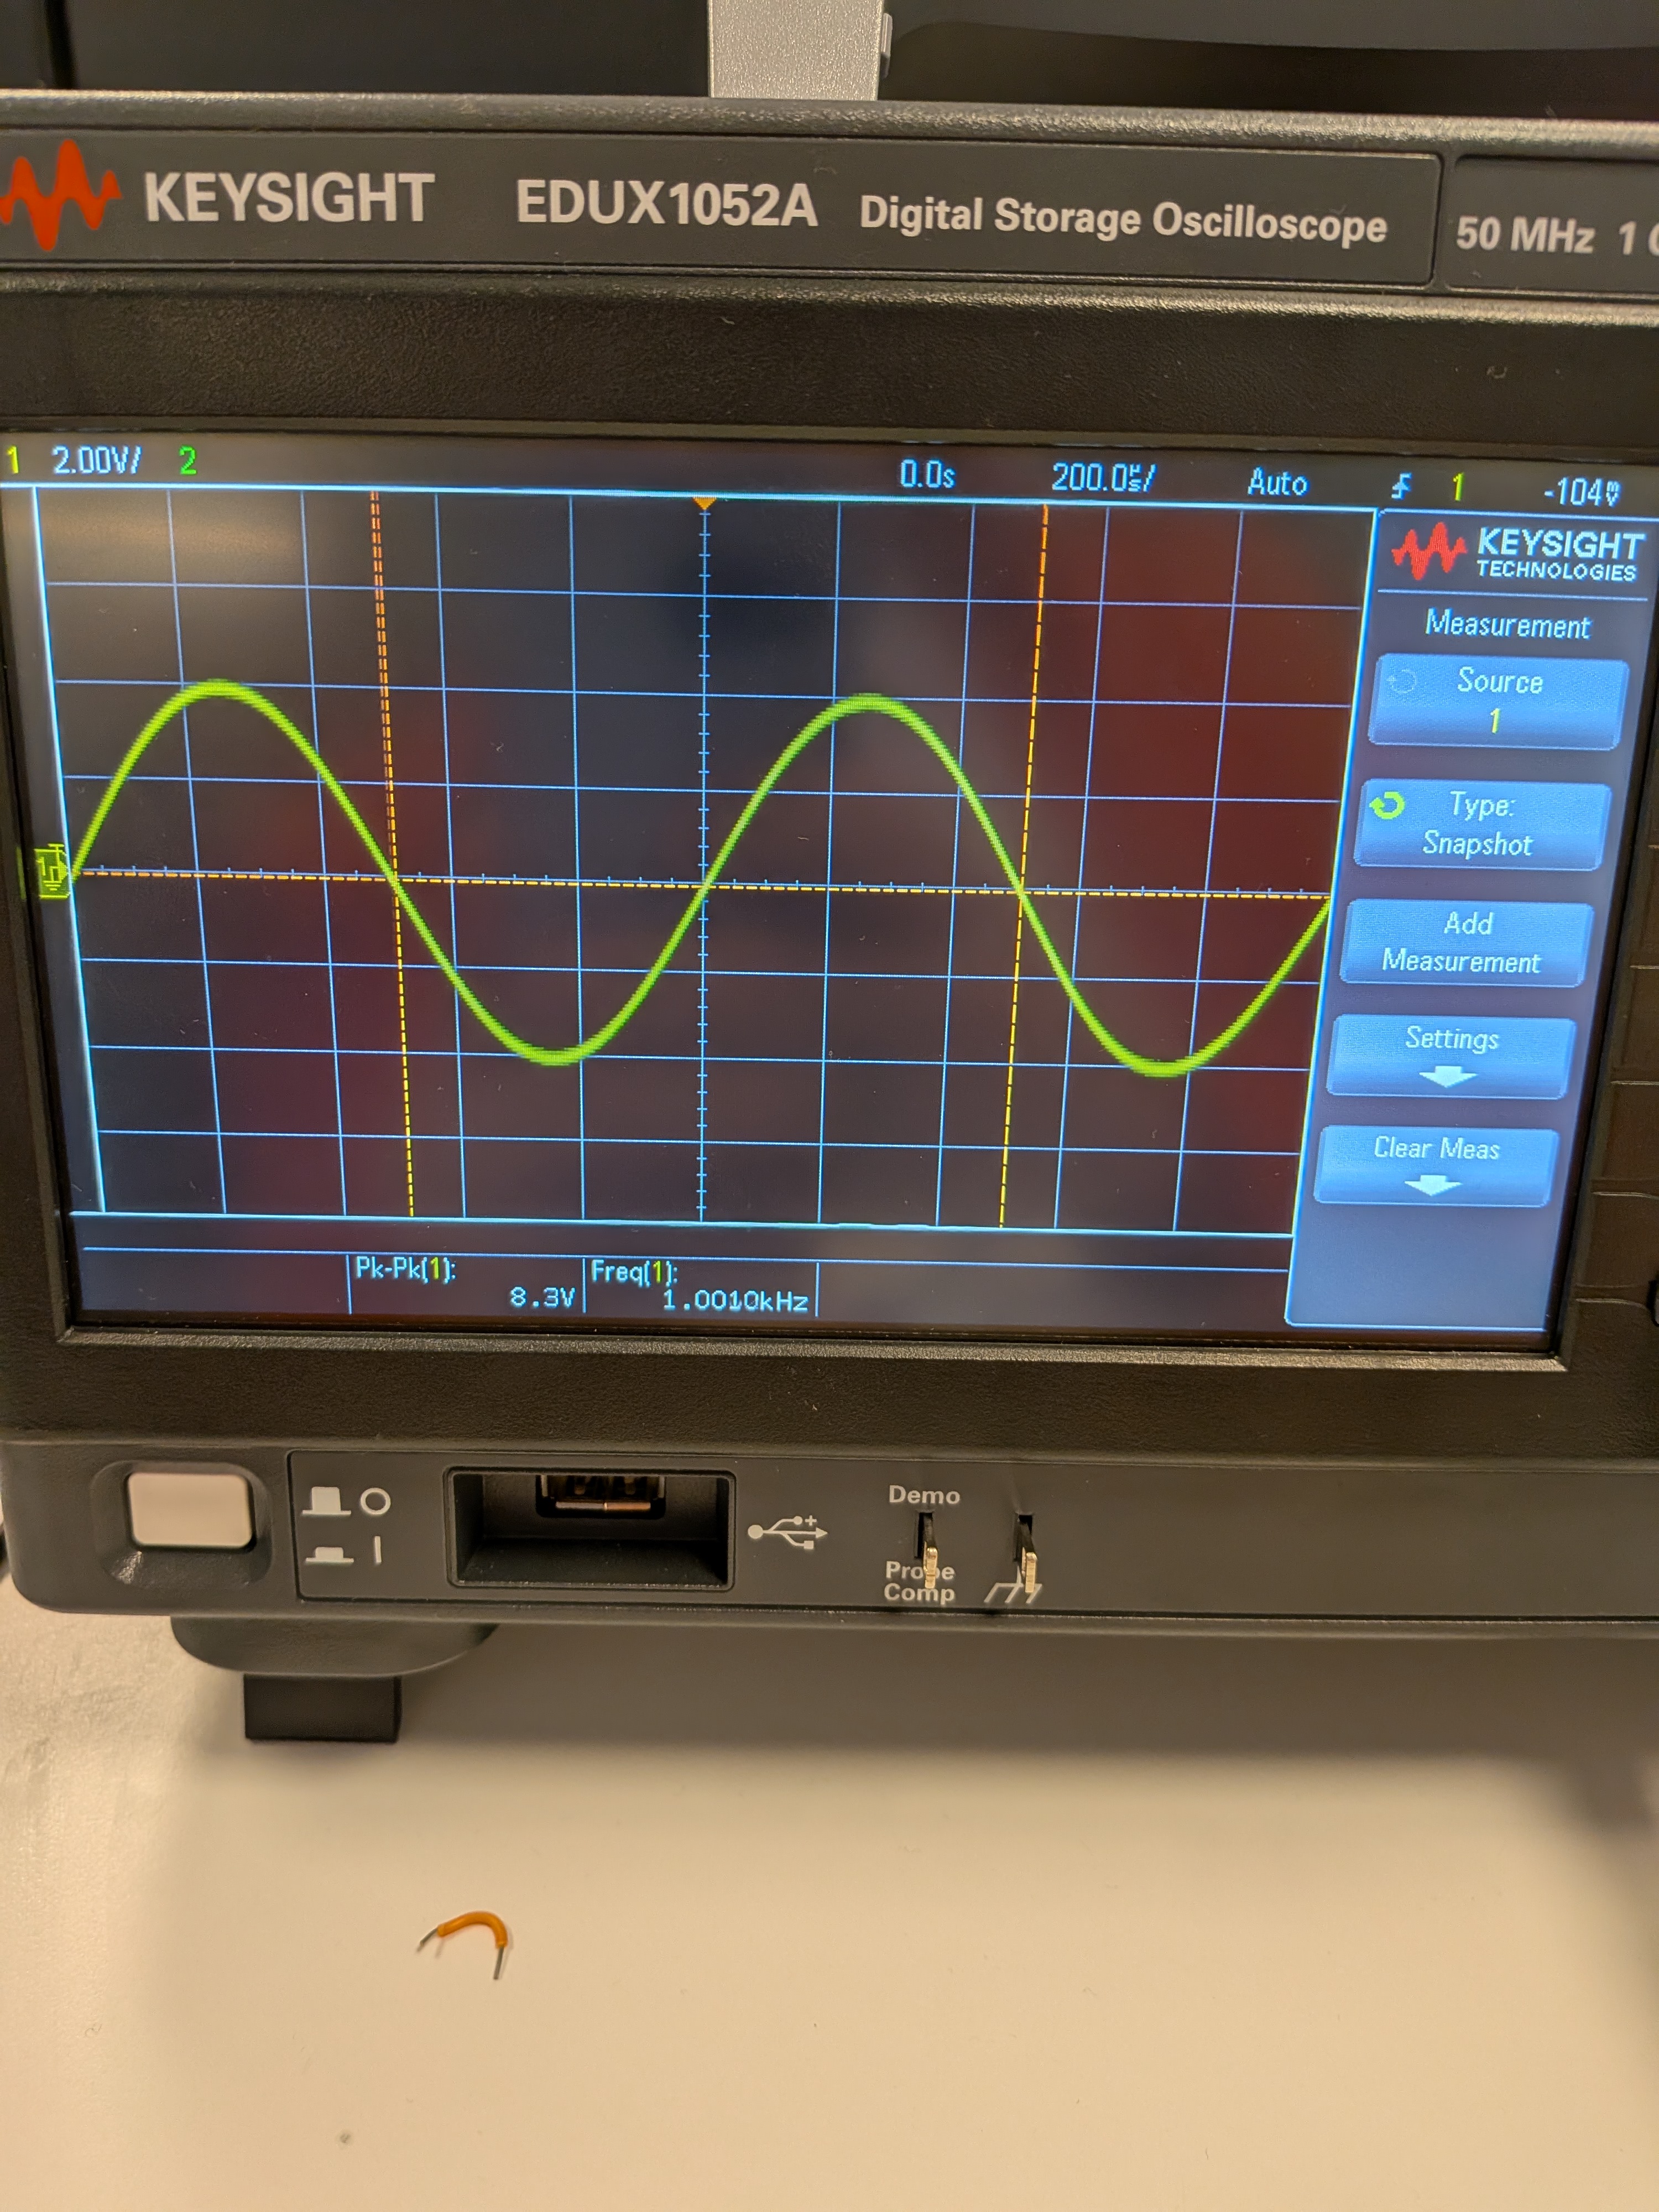 KEYSIGHT EDUX1052A Digital Storage Oscilloscope 50 MHz 1
1 2.00V/ 2 0.0s 200.0µs/ Auto 1 -104mV
KEYSIGHT
TECHNOLOGIES
Measurement
Source
1
Type:
Snapshot
Add
Measurement
Settings
Clear Meas
Pk-Pk(1):
8.3V
Freq(1):
1.0010kHz
Demo
Probe
Comp